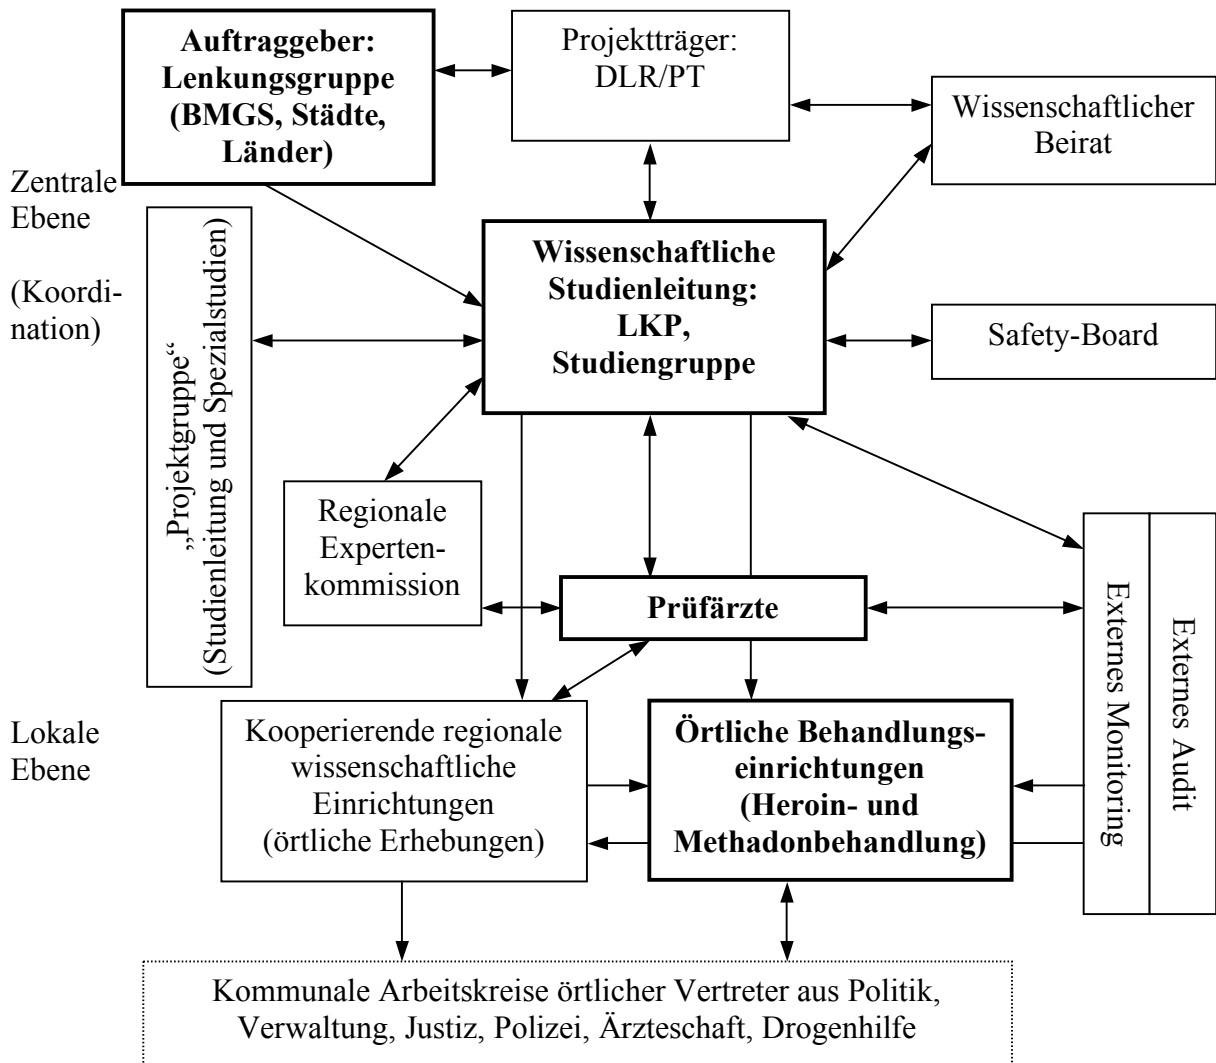 Auftraggeber:
Lenkungsgruppe
(BMGS, Städte,
Länder)
Projektträger:
DLR/PT
Wissenschaftlicher
Beirat
Zentrale
Ebene
(Koordi-
nation)
„Projektgruppe“
(Studienleitung und Spezialstudien)
Wissenschaftliche
Studienleitung:
LKP,
Studiengruppe
Safety-Board
Regionale
Experten-
kommission
Prüfärzte
Externes Monitoring
Externes Audit
Lokale
Ebene
Kooperierende regionale
wissenschaftliche
Einrichtungen
(örtliche Erhebungen)
Örtliche Behandlungs-
einrichtungen
(Heroin- und
Methadonbehandlung)
Kommunale Arbeitskreise örtlicher Vertreter aus Politik,
Verwaltung, Justiz, Polizei, Ärzteschaft, Drogenhilfe